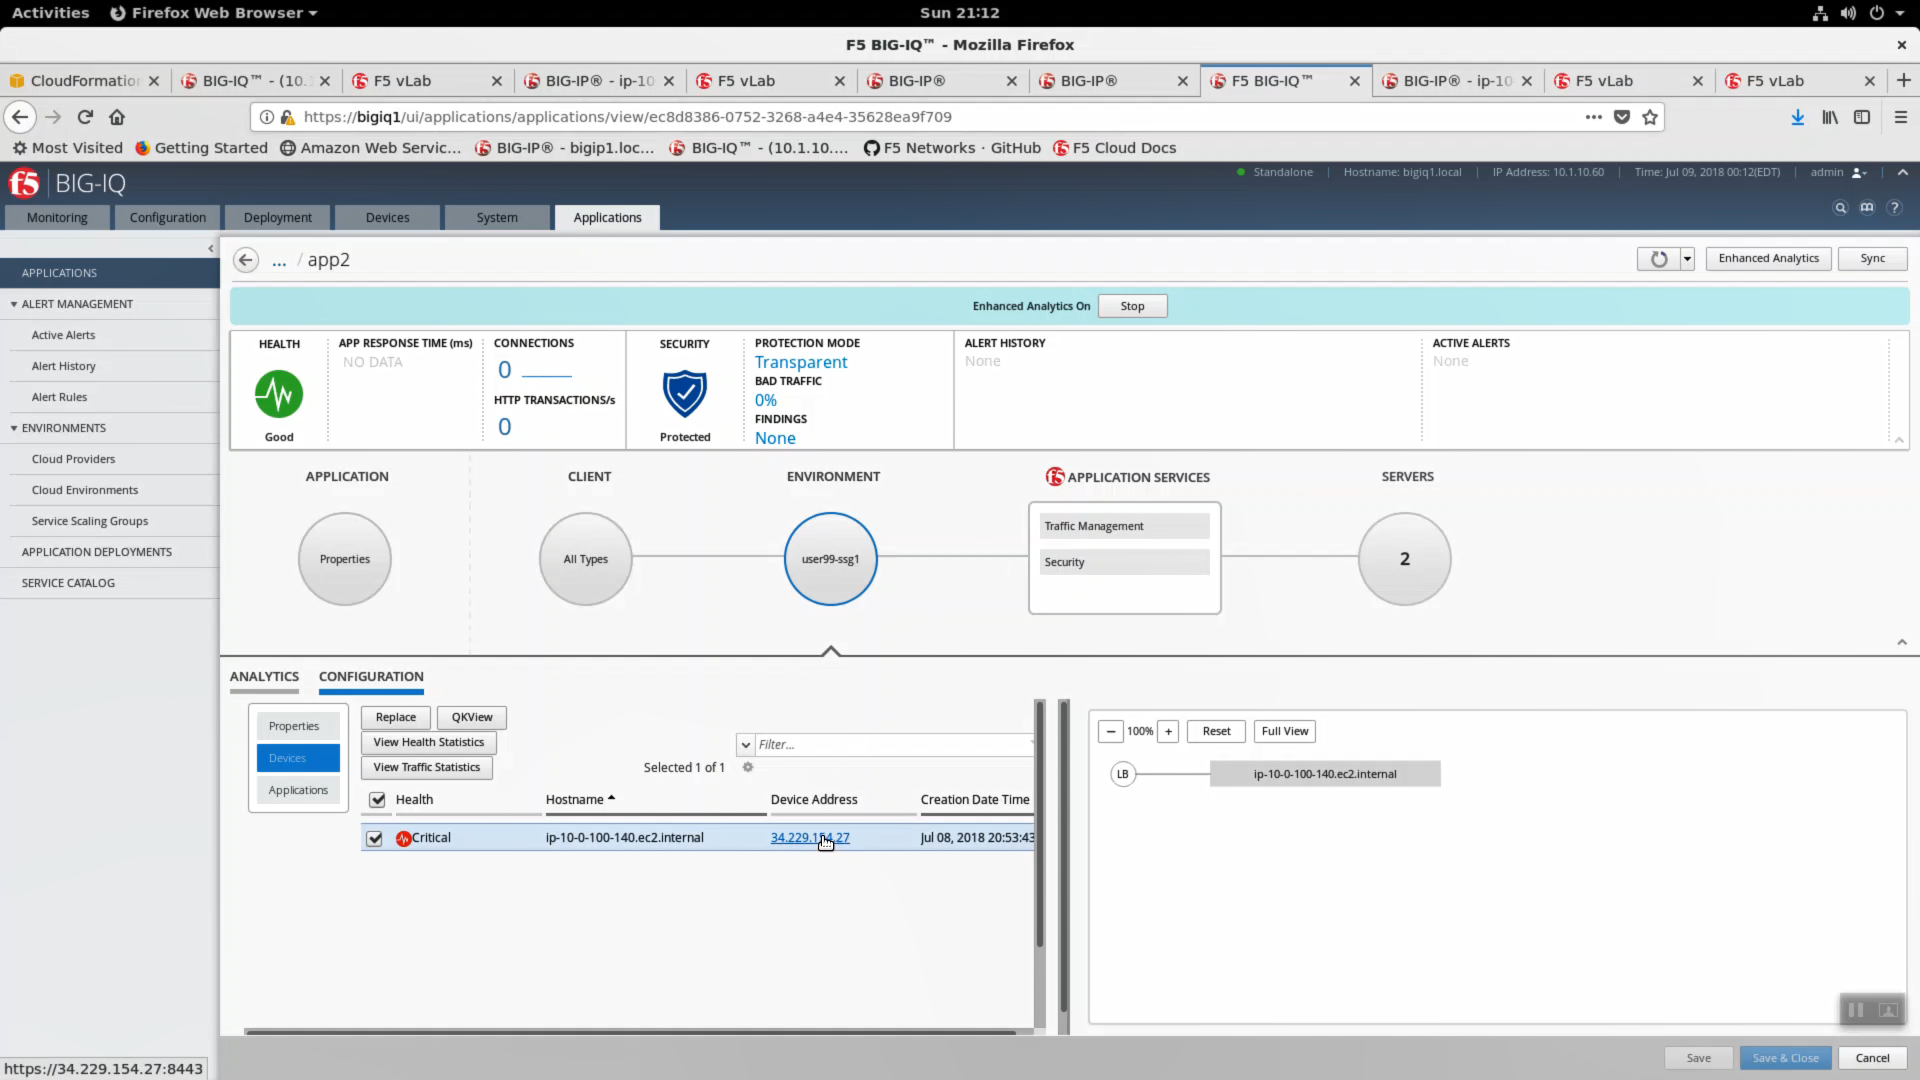 Activities Firefox Web Browser Sun 21:12
F5 BIG-IQ™ - Mozilla Firefox
CloudFormatio BIG-IQ™ - (10. F5 vLab BIG-IP® - ip-10 F5 vLab BIG-IP® BIG-IP® F5 BIG-IQ™ BIG-IP® - ip-10 F5 vLab F5 vLab
https://bigiq1/ui/applications/applications/view/ec8d8386-0752-3268-a4e4-35628ea9f709
Most Visited Getting Started Amazon Web Servic... BIG-IP® - bigip1.loc... BIG-IQ™ - (10.1.10.... F5 Networks · GitHub F5 Cloud Docs
f5 BIG-IQ Standalone Hostname: bigiq1.local IP Address: 10.1.10.60 Time: Jul 09, 2018 00:12(EDT) admin
Monitoring Configuration Deployment Devices System Applications
APPLICATIONS
ALERT MANAGEMENT
Active Alerts
Alert History
Alert Rules
ENVIRONMENTS
Cloud Providers
Cloud Environments
Service Scaling Groups
APPLICATION DEPLOYMENTS
SERVICE CATALOG
... / app2 Enhanced Analytics Sync
Enhanced Analytics On Stop
HEALTH
Good
APP RESPONSE TIME (ms)
NO DATA
CONNECTIONS
0
HTTP TRANSACTIONS/s
0
SECURITY
Protected
PROTECTION MODE
Transparent
BAD TRAFFIC
0%
FINDINGS
None
ALERT HISTORY
None
ACTIVE ALERTS
None
APPLICATION CLIENT ENVIRONMENT f5 APPLICATION SERVICES SERVERS
Properties All Types user99-ssg1 2
Traffic Management
Security
ANALYTICS CONFIGURATION
Properties
Devices
Applications
Replace QKView
View Health Statistics
View Traffic Statistics
Filter...
Selected 1 of 1
Health Hostname Device Address Creation Date Time
Critical ip-10-0-100-140.ec2.internal 34.229.154.27 Jul 08, 2018 20:53:43
100% + Reset Full View
LB ip-10-0-100-140.ec2.internal
Save Save & Close Cancel
https://34.229.154.27:8443